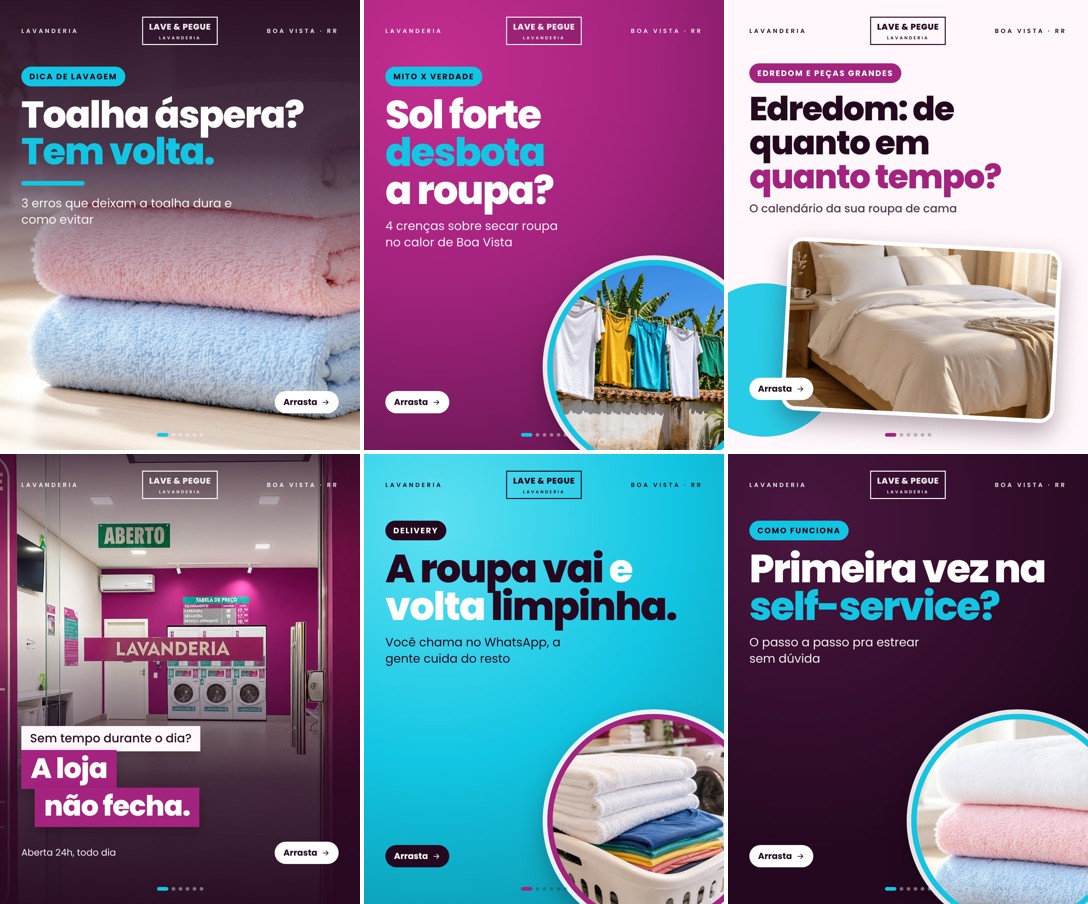 LAVANDERIA
LAVE & PEGUE
LAVANDERIA
BOA VISTA · RR
DICA DE LAVAGEM
Toalha áspera?
Tem volta.
3 erros que deixam a toalha dura e
como evitar
Arrasta →
LAVANDERIA
LAVE & PEGUE
LAVANDERIA
BOA VISTA · RR
MITO X VERDADE
Sol forte
desbota
a roupa?
4 crenças sobre secar roupa
no calor de Boa Vista
Arrasta →
LAVANDERIA
LAVE & PEGUE
LAVANDERIA
BOA VISTA · RR
EDREDOM E PEÇAS GRANDES
Edredom: de
quanto em
quanto tempo?
O calendário da sua roupa de cama
Arrasta →
LAVANDERIA
LAVE & PEGUE
LAVANDERIA
BOA VISTA · RR
ABERTO
TABELA DE PREÇO
LAVANDERIA
Sem tempo durante o dia?
A loja
não fecha.
Aberta 24h, todo dia
Arrasta →
LAVANDERIA
LAVE & PEGUE
LAVANDERIA
BOA VISTA · RR
DELIVERY
A roupa vai e
volta limpinha.
Você chama no WhatsApp, a
gente cuida do resto
Arrasta →
LAVANDERIA
LAVE & PEGUE
LAVANDERIA
BOA VISTA · RR
COMO FUNCIONA
Primeira vez na
self-service?
O passo a passo pra estrear
sem dúvida
Arrasta →